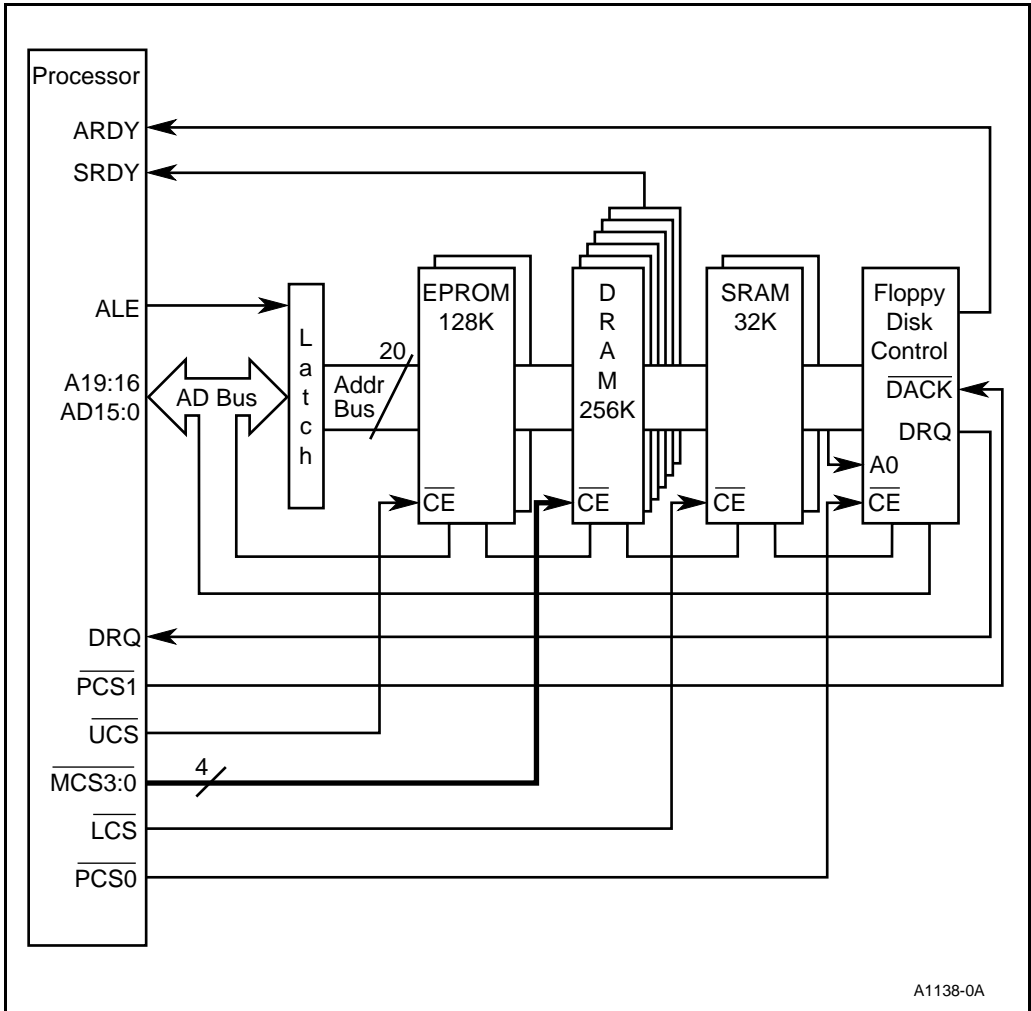 Processor
ARDY
SRDY
ALE
A19:16
AD15:0
AD Bus
L
a
t
c
h
20
Addr
Bus
EPROM
128K
CE
D
R
A
M
256K
CE
SRAM
32K
CE
Floppy
Disk
Control
DACK
DRQ
A0
CE
DRQ
PCS1
UCS
MCS3:0
4
LCS
PCS0
A1138-0A